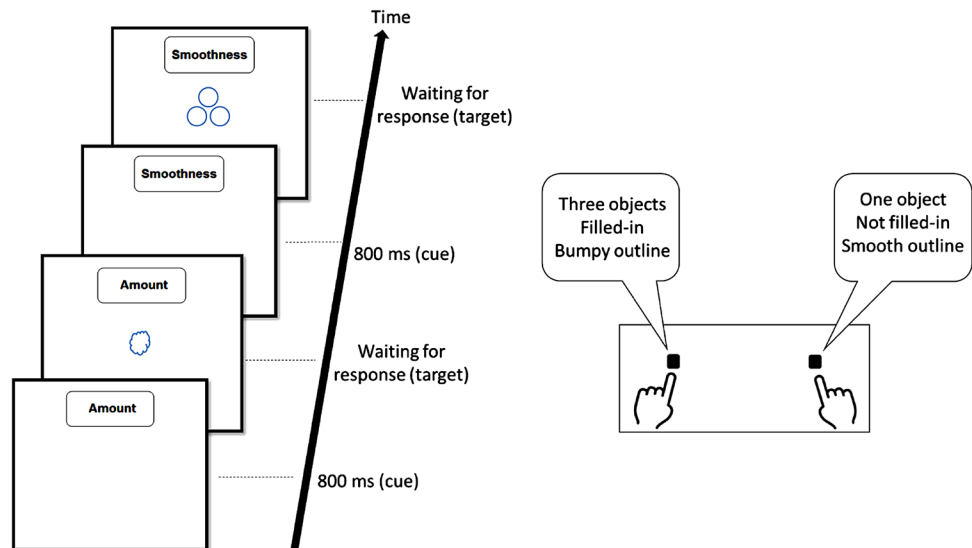 Time
Smoothness
Waiting for
response (target)
Smoothness
800 ms (cue)
Amount
Waiting for
response (target)
Amount
800 ms (cue)
Three objects
Filled-in
Bumpy outline
One object
Not filled-in
Smooth outline